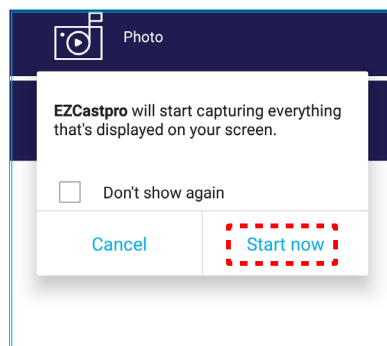 Photo
EZCastpro will start capturing everything
that's displayed on your screen.
Don't show again
Cancel
Start now